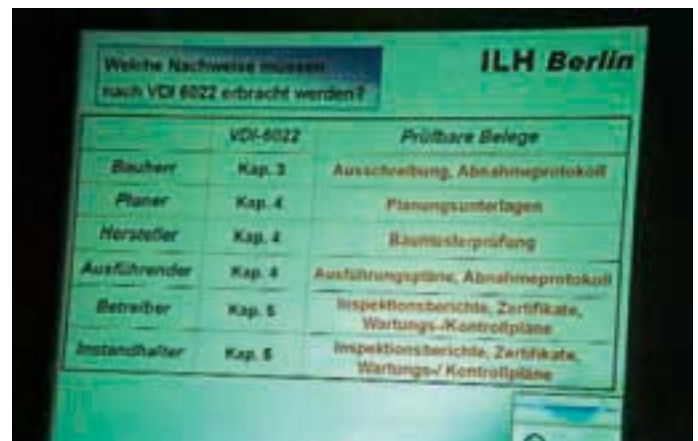 Welche Nachweise müssen
nach VDI 6022 erbracht werden?
ILH Berlin
VDI-6022 Prüfbare Belege
Bauherr Kap. 3 Ausschreibung, Abnahmeprotokoll
Planer Kap. 4 Planungsunterlagen
Hersteller Kap. 4 Baumusterprüfung
Ausführender Kap. 4 Ausführungspläne, Abnahmeprotokoll
Betreiber Kap. 5 Inspektionsberichte, Zertifikate,
Wartungs-/Kontrollpläne
Instandhalter Kap. 5 Inspektionsberichte, Zertifikate,
Wartungs-/ Kontrollpläne